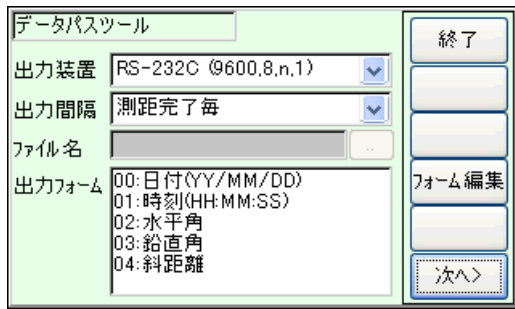 データパスツール
終了
出力装置 RS-232C (9600,8,n,1)
出力間隔 測距完了毎
ファイル名 ..
出力フォーム 00:日付(YY/MM/DD)
01:時刻(HH:MM:SS)
02:水平角
03:鉛直角
04:斜距離
フォーム編集
次へ>